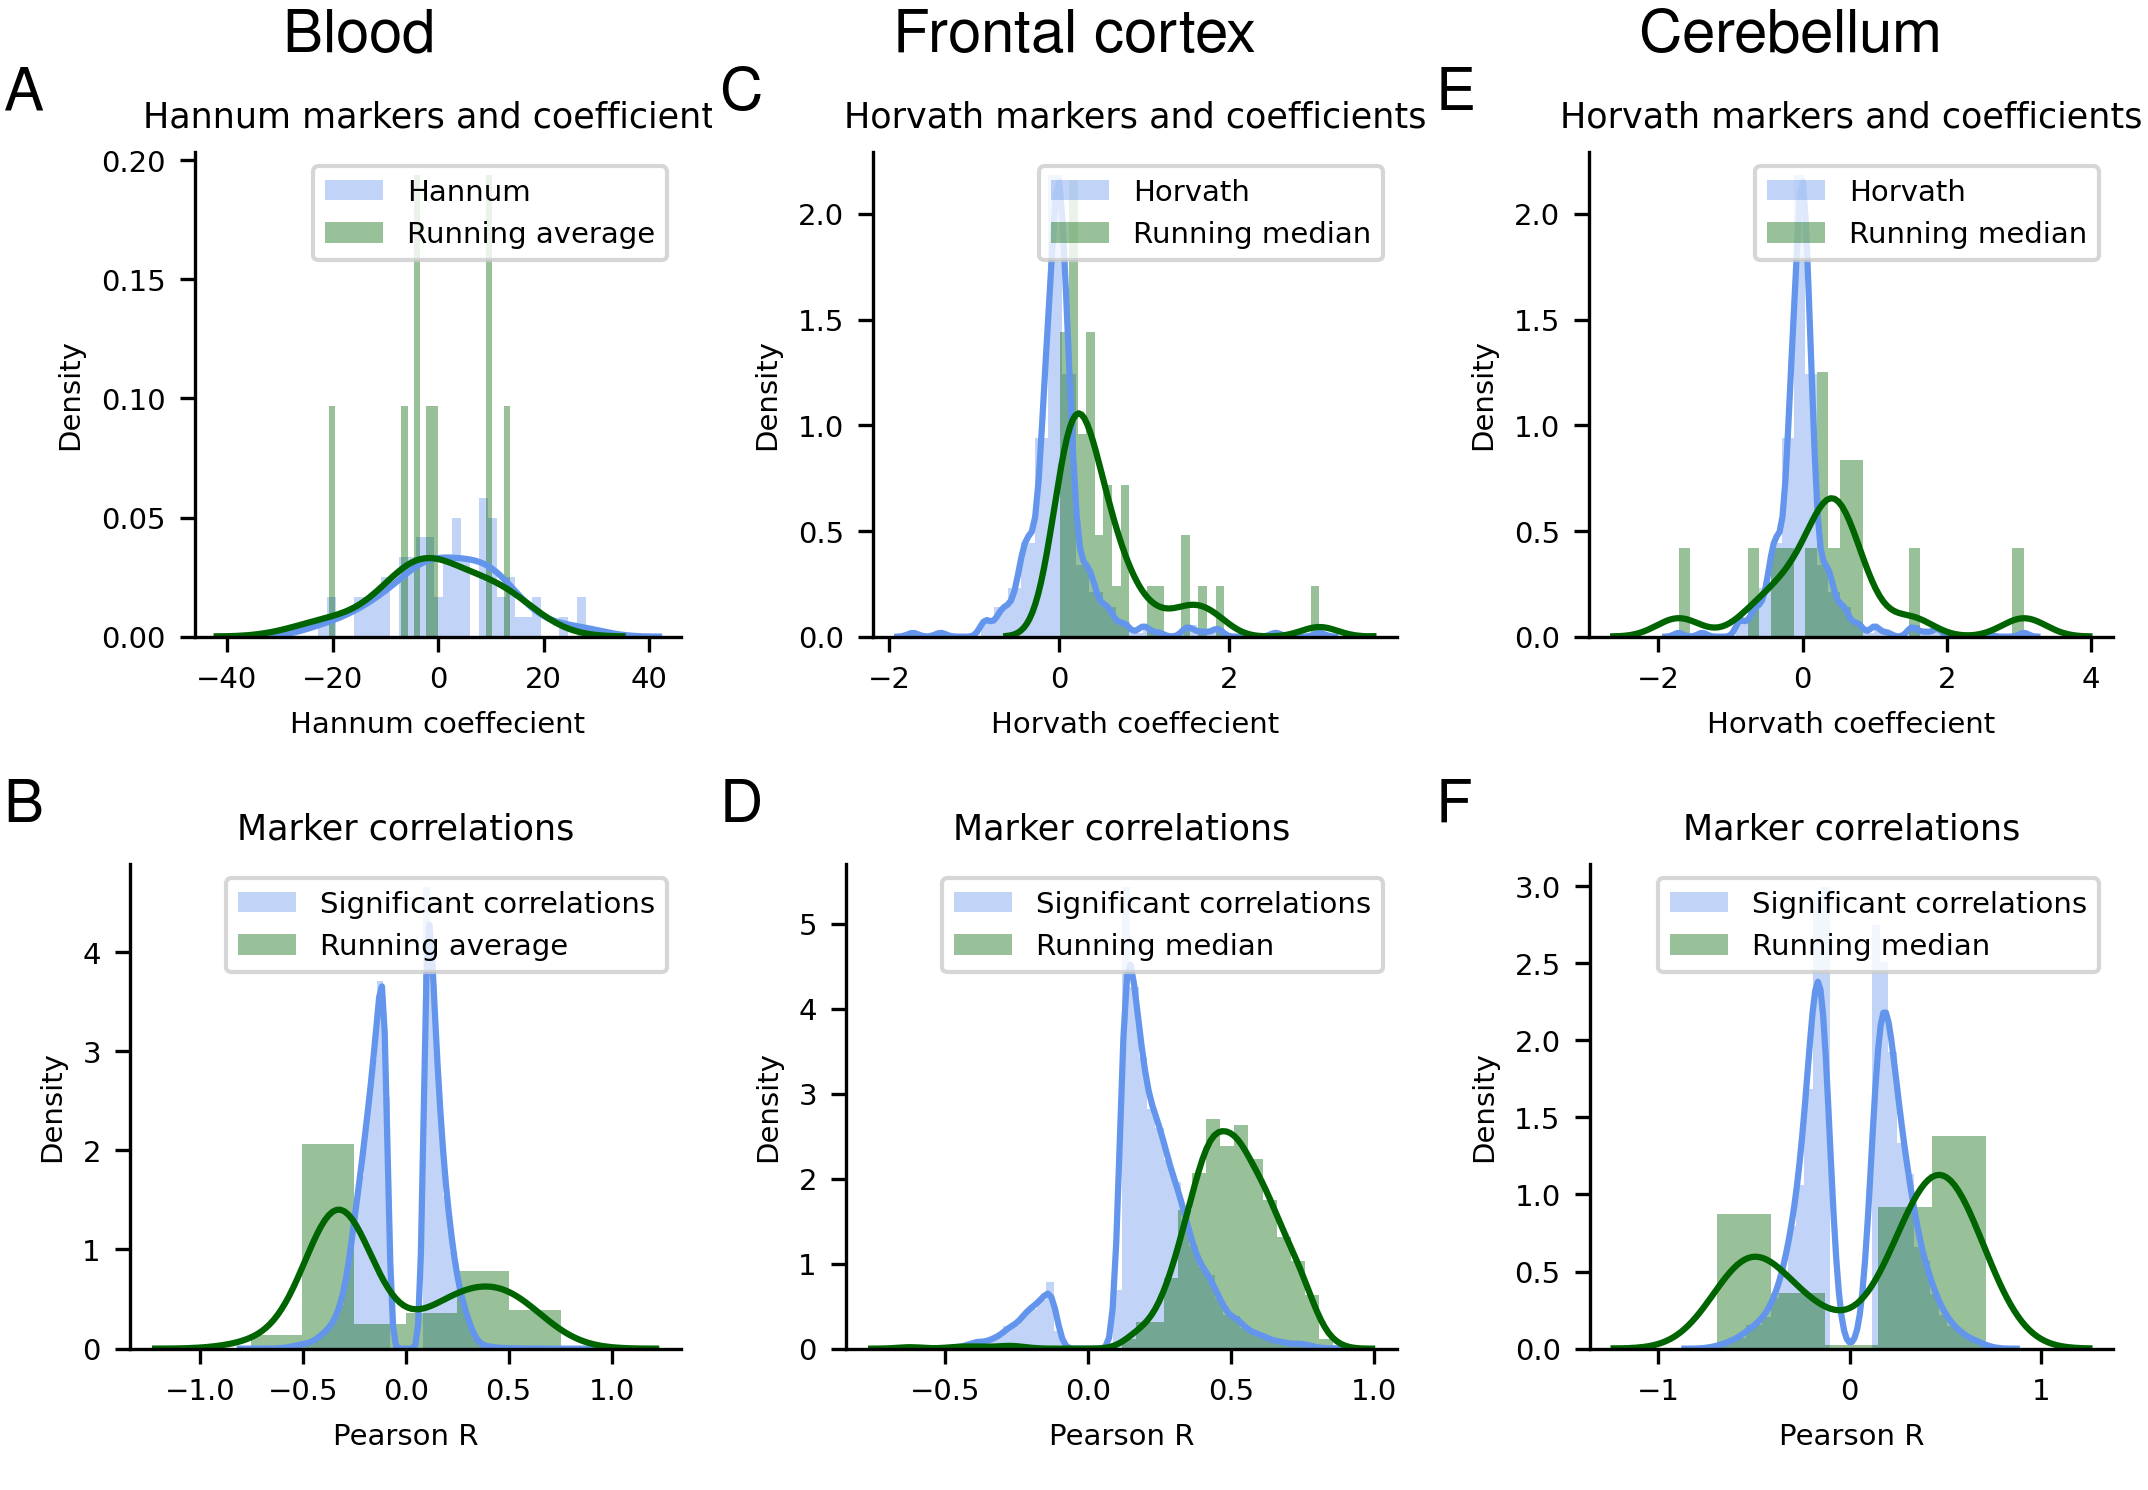 Blood
Frontal cortex
Cerebellum
A
Hannum markers and coefficient
Hannum
Running average
0.20
0.15
0.10
0.05
0.00
Density
−40 −20 0 20 40
Hannum coeffecient
C
Horvath markers and coefficients
Horvath
Running median
2.0
1.5
1.0
0.5
0.0
Density
−2 0 2
Horvath coeffecient
E
Horvath markers and coefficients
Horvath
Running median
2.0
1.5
1.0
0.5
0.0
Density
−2 0 2 4
Horvath coeffecient
B
Marker correlations
Significant correlations
Running average
4
3
2
1
0
Density
−1.0 −0.5 0.0 0.5 1.0
Pearson R
D
Marker correlations
Significant correlations
Running median
5
4
3
2
1
0
Density
−0.5 0.0 0.5 1.0
Pearson R
F
Marker correlations
Significant correlations
Running median
3.0
2.5
2.0
1.5
1.0
0.5
0.0
Density
−1 0 1
Pearson R